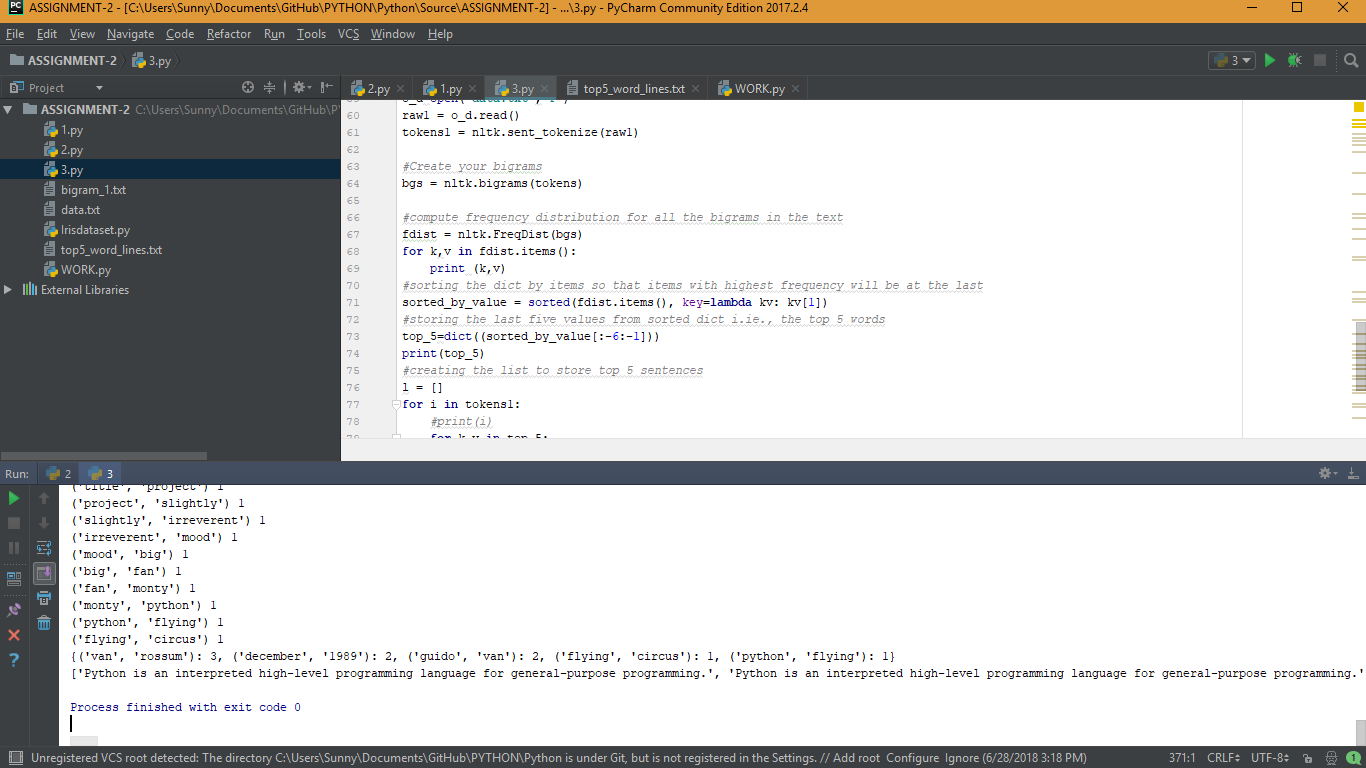 ASSIGNMENT-2 - [C:\Users\Sunny\Documents\GitHub\PYTHON\Python\Source\ASSIGNMENT-2] - ...\3.py - PyCharm Community Edition 2017.2.4
File Edit View Navigate Code Refactor Run Tools VCS Window Help
ASSIGNMENT-2 3.py 3
Project 2.py 1.py 3.py top5_word_lines.txt WORK.py
ASSIGNMENT-2 C:\Users\Sunny\Documents\GitHub\P
1.py
2.py
3.py
bigram_1.txt
data.txt
Irisdataset.py
top5_word_lines.txt
WORK.py
External Libraries
60 raw1 = o_d.read()
61 tokens1 = nltk.sent_tokenize(raw1)
62
63 #Create your bigrams
64 bgs = nltk.bigrams(tokens)
65
66 #compute frequency distribution for all the bigrams in the text
67 fdist = nltk.FreqDist(bgs)
68 for k,v in fdist.items():
69 print (k,v)
70 #sorting the dict by items so that items with highest frequency will be at the last
71 sorted_by_value = sorted(fdist.items(), key=lambda kv: kv[1])
72 #storing the last five values from sorted dict i.ie., the top 5 words
73 top_5=dict((sorted_by_value[:-6:-1]))
74 print(top_5)
75 #creating the list to store top 5 sentences
76 l = []
77 for i in tokens1:
78 #print(i)
Run: 2 3
('title', 'project') 1
('project', 'slightly') 1
('slightly', 'irreverent') 1
('irreverent', 'mood') 1
('mood', 'big') 1
('big', 'fan') 1
('fan', 'monty') 1
('monty', 'python') 1
('python', 'flying') 1
('flying', 'circus') 1
{('van', 'rossum'): 3, ('december', '1989'): 2, ('guido', 'van'): 2, ('flying', 'circus'): 1, ('python', 'flying'): 1}
['Python is an interpreted high-level programming language for general-purpose programming.', 'Python is an interpreted high-level programming language for general-purpose programming.'
Process finished with exit code 0
Unregistered VCS root detected: The directory C:\Users\Sunny\Documents\GitHub\PYTHON\Python is under Git, but is not registered in the Settings. // Add root Configure Ignore (6/28/2018 3:18 PM) 371:1 CRLF UTF-8 1